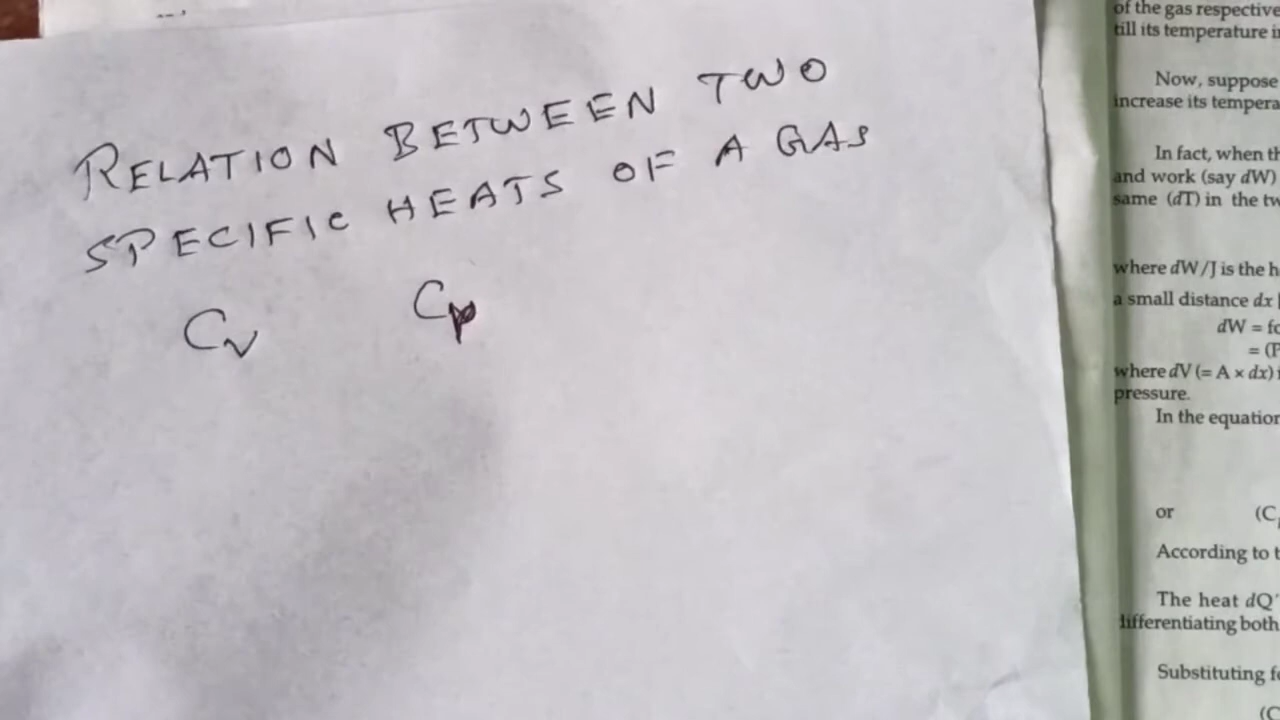 RELATION BETWEEN TWO
SPECIFIC HEATS OF A GAS
Cv Cp
of the gas respective
till its temperature
Now, suppose
increase its tempera
In fact, when th
and work (say dW)
same (dT) in the tw
where dW/J is the h
a small distance dx
dW = fo
= (P
where dV (= A × dx)
pressure.
In the equation
or (C
According to t
The heat dQ'
differentiating both
Substituting fo
(C